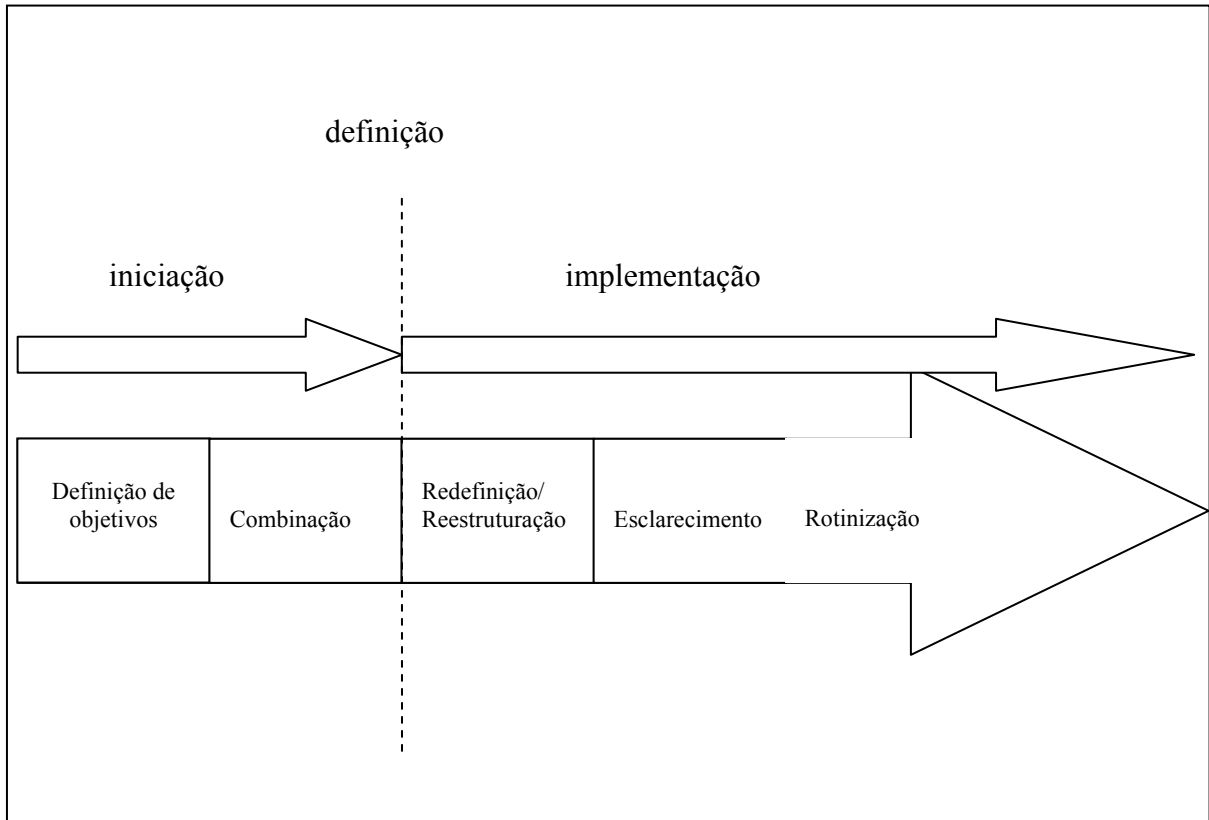 definição
iniciação
implementação
Definição de
objetivos
Combinação
Redefinição/
Reestruturação
Esclarecimento
Rotinização